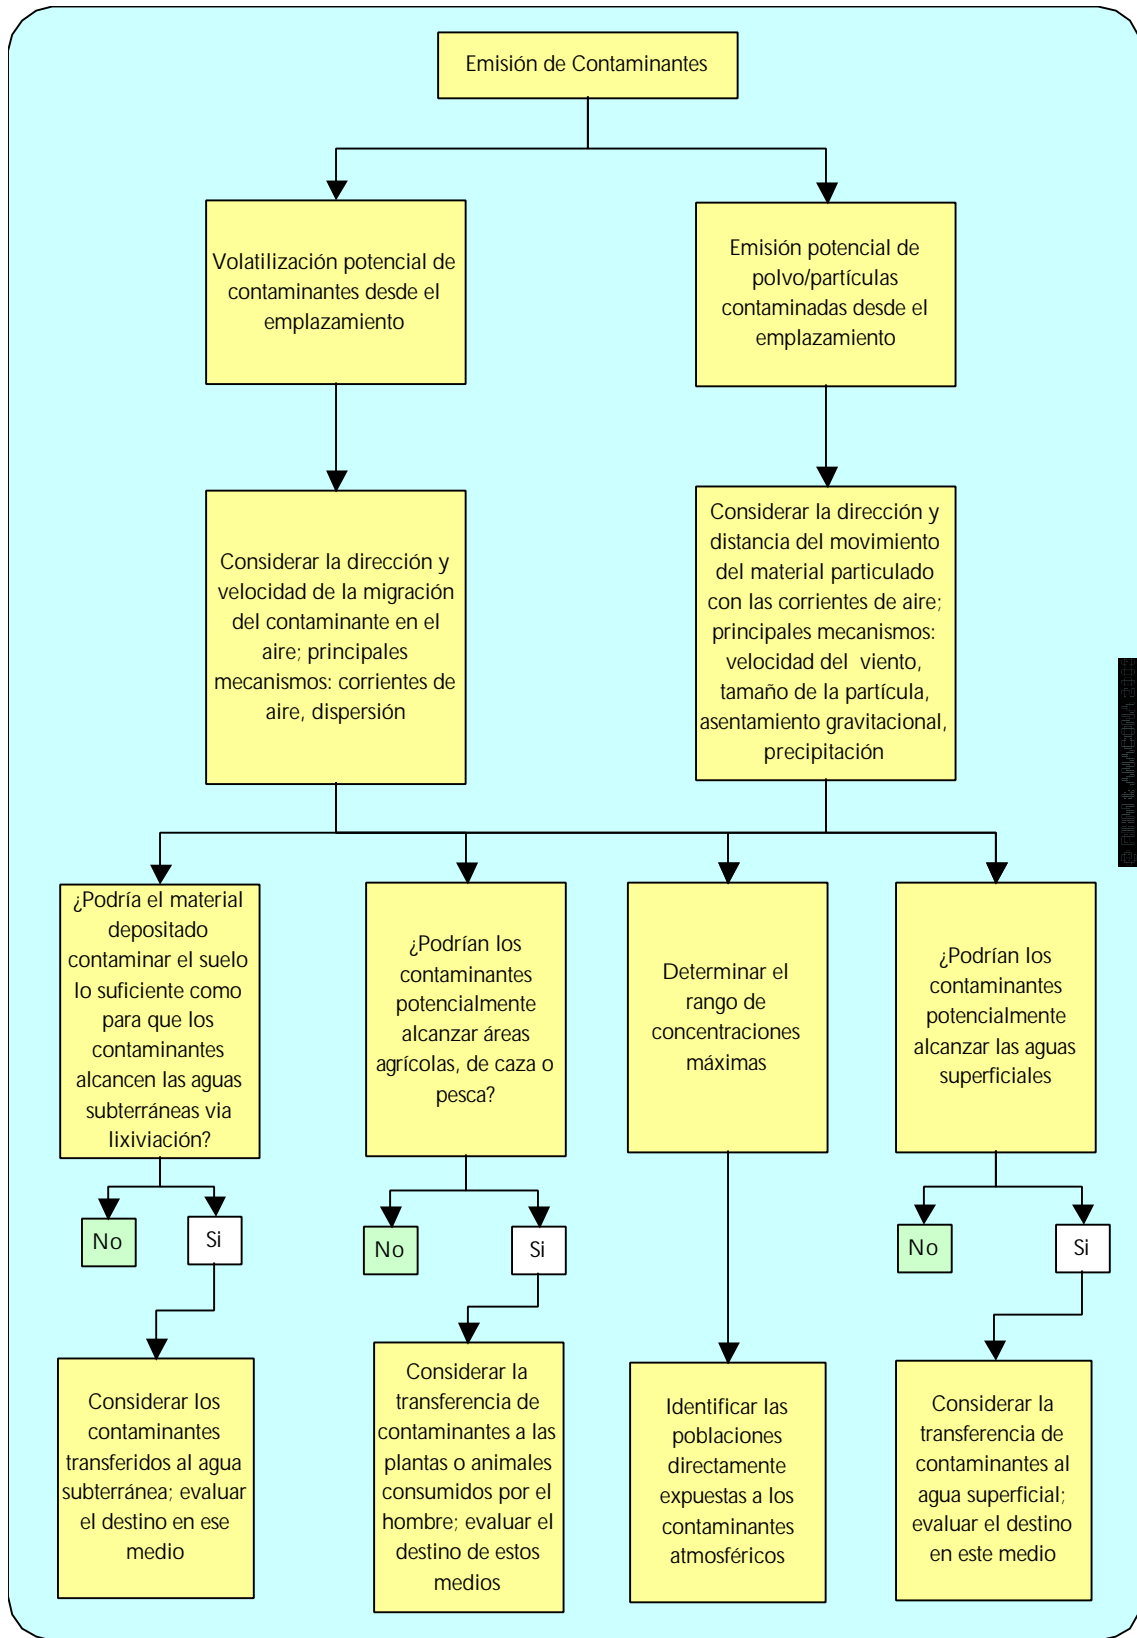 Emisión de Contaminantes
Volatilización potencial de
contaminantes desde el
emplazamiento
Emisión potencial de
polvo/partículas
contaminadas desde el
emplazamiento
Considerar la dirección y
velocidad de la migración
del contaminante en el
aire; principales
mecanismos: corrientes de
aire, dispersión
Considerar la dirección y
distancia del movimiento
del material particulado
con las corrientes de aire;
principales mecanismos:
velocidad del viento,
tamaño de la partícula,
asentamiento gravitacional,
precipitación
¿Podría el material
depositado
contaminar el suelo
lo suficiente como
para que los
contaminantes
alcancen las aguas
subterráneas via
lixiviación?
¿Podrían los
contaminantes
potencialmente
alcanzar áreas
agrícolas, de caza o
pesca?
Determinar el
rango de
concentraciones
máximas
¿Podrían los
contaminantes
potencialmente
alcanzar las aguas
superficiales
No
Si
No
Si
No
Si
Considerar los
contaminantes
transferidos al agua
subterránea; evaluar
el destino en ese
medio
Considerar la
transferencia de
contaminantes a las
plantas o animales
consumidos por el
hombre; evaluar el
destino de estos
medios
Identificar las
poblaciones
directamente
expuestas a los
contaminantes
atmosféricos
Considerar la
transferencia de
contaminantes al
agua superficial;
evaluar el destino
en este medio